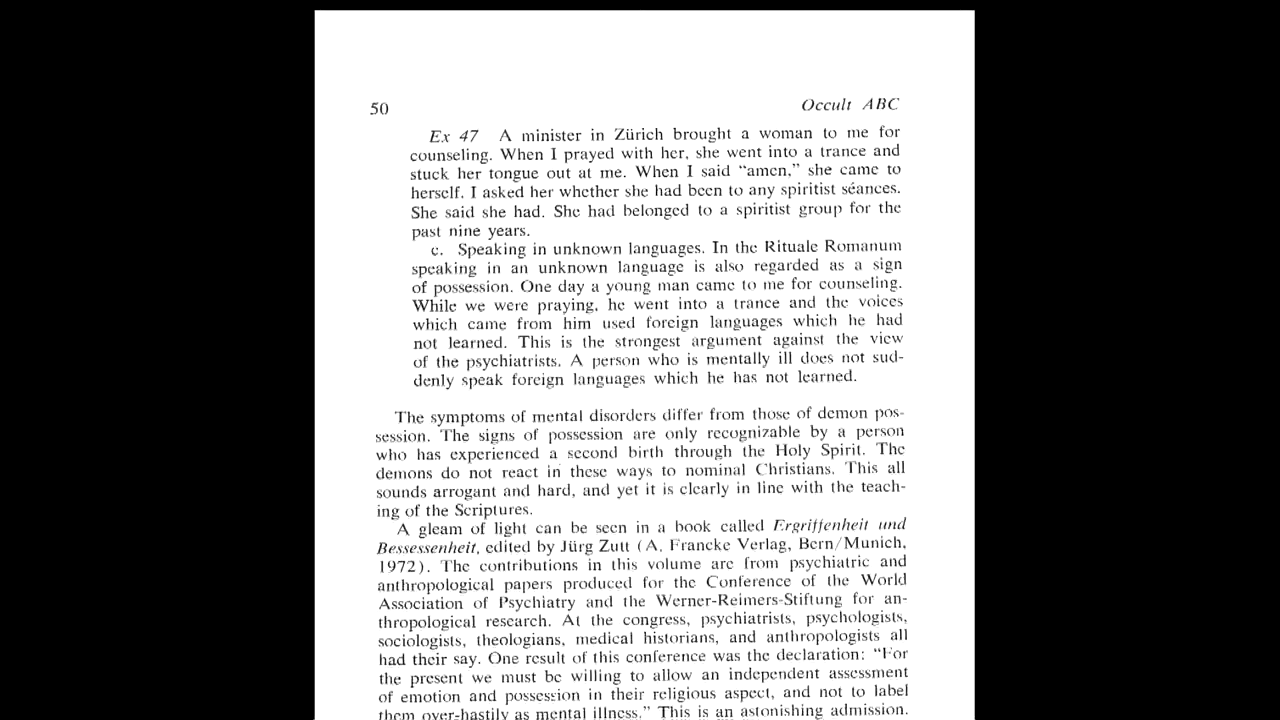 50 Occult ABC
Ex 47 A minister in Zürich brought a woman to me for
counseling. When I prayed with her, she went into a trance and
stuck her tongue out at me. When I said “amen,” she came to
herself. I asked her whether she had been to any spiritist séances.
She said she had. She had belonged to a spiritist group for the
past nine years.
c. Speaking in unknown languages. In the Rituale Romanum
speaking in an unknown language is also regarded as a sign
of possession. One day a young man came to me for counseling.
While we were praying, he went into a trance and the voices
which came from him used foreign languages which he had
not learned. This is the strongest argument against the view
of the psychiatrists. A person who is mentally ill does not sud-
denly speak foreign languages which he has not learned.
The symptoms of mental disorders differ from those of demon pos-
session. The signs of possession are only recognizable by a person
who has experienced a second birth through the Holy Spirit. The
demons do not react in these ways to nominal Christians. This all
sounds arrogant and hard, and yet it is clearly in line with the teach-
ing of the Scriptures.
A gleam of light can be seen in a book called Ergriffenheit und
Bessessenheit, edited by Jürg Zutt (A. Francke Verlag, Bern/Munich,
1972). The contributions in this volume are from psychiatric and
anthropological papers produced for the Conference of the World
Association of Psychiatry and the Werner-Reimers-Stiftung for an-
thropological research. At the congress, psychiatrists, psychologists,
sociologists, theologians, medical historians, and anthropologists all
had their say. One result of this conference was the declaration: “For
the present we must be willing to allow an independent assessment
of emotion and possession in their religious aspect, and not to label
them over-hastily as mental illness.” This is an astonishing admission.